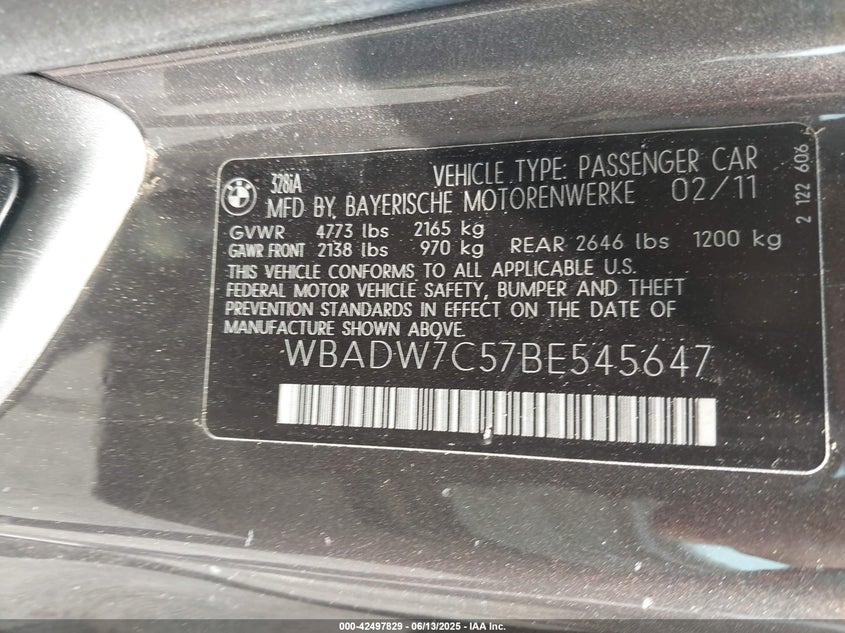 BMW
328iA
VEHICLE TYPE: PASSENGER CAR
MFD BY BAYERISCHE MOTORENWERKE 02/11
GVWR 4773 lbs 2165 kg
GAWR FRONT 2138 lbs 970 kg REAR 2646 lbs 1200 kg
THIS VEHICLE CONFORMS TO ALL APPLICABLE U.S.
FEDERAL MOTOR VEHICLE SAFETY, BUMPER AND THEFT
PREVENTION STANDARDS IN EFFECT ON THE DATE OF
MANUFACTURE SHOWN ABOVE.
WBADW7C57BE545647
2 122 606
000-42497829 - 06/13/2025 - IAA Inc.